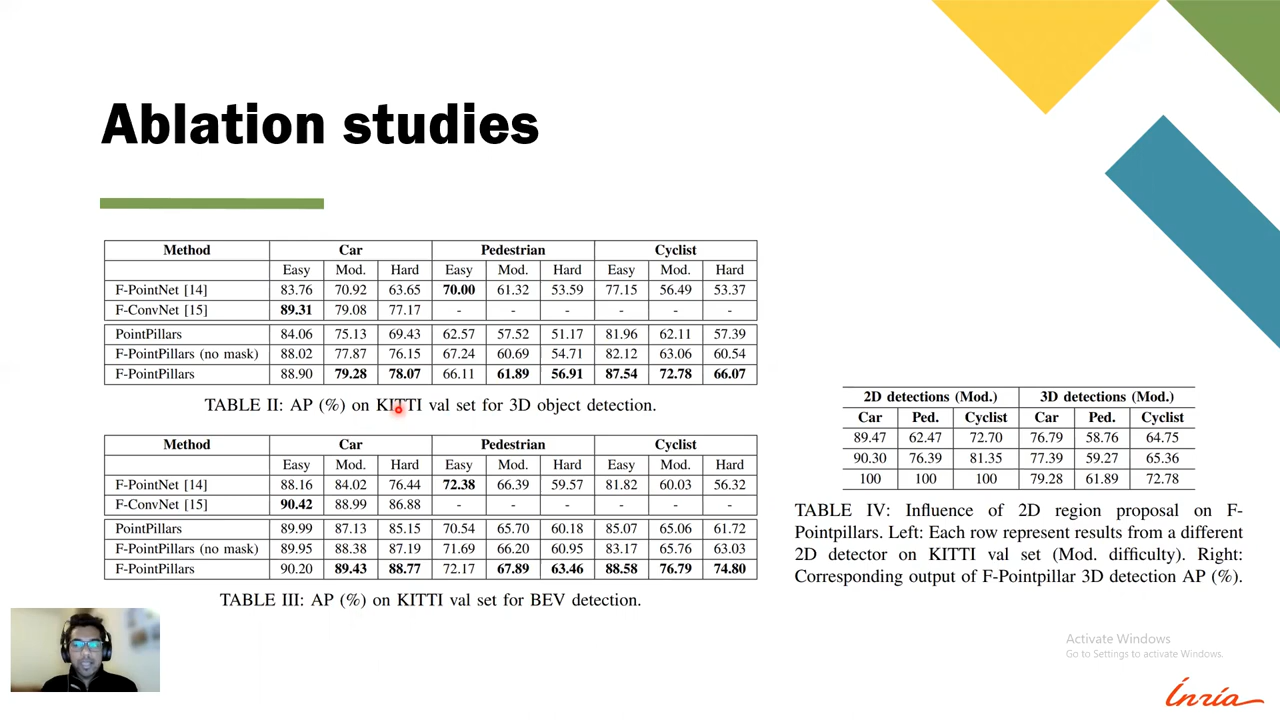 Ablation studies
Method Car Pedestrian Cyclist
Easy Mod. Hard Easy Mod. Hard Easy Mod. Hard
F-PointNet [14] 83.76 70.92 63.65 70.00 61.32 53.59 77.15 56.49 53.37
F-ConvNet [15] 89.31 79.08 77.17 - - - - - -
PointPillars 84.06 75.13 69.43 62.57 57.52 51.17 81.96 62.11 57.39
F-PointPillars (no mask) 88.02 77.87 76.15 67.24 60.69 54.71 82.12 63.06 60.54
F-PointPillars 88.90 79.28 78.07 66.11 61.89 56.91 87.54 72.78 66.07
TABLE II: AP (%) on KITTI val set for 3D object detection.
Method Car Pedestrian Cyclist
Easy Mod. Hard Easy Mod. Hard Easy Mod. Hard
F-PointNet [14] 88.16 84.02 76.44 72.38 66.39 59.57 81.82 60.03 56.32
F-ConvNet [15] 90.42 88.99 86.88 - - - - - -
PointPillars 89.99 87.13 85.15 70.54 65.70 60.18 85.07 65.06 61.72
F-PointPillars (no mask) 89.95 88.38 87.19 71.69 66.20 60.95 83.17 65.76 63.03
F-PointPillars 90.20 89.43 88.77 72.17 67.89 63.46 88.58 76.79 74.80
TABLE III: AP (%) on KITTI val set for BEV detection.
2D detections (Mod.) 3D detections (Mod.)
Car Ped. Cyclist Car Ped. Cyclist
89.47 62.47 72.70 76.79 58.76 64.75
90.30 76.39 81.35 77.39 59.27 65.36
100 100 100 79.28 61.89 72.78
TABLE IV: Influence of 2D region proposal on F-
Pointpillars. Left: Each row represent results from a different
2D detector on KITTI val set (Mod. difficulty). Right:
Corresponding output of F-Pointpillar 3D detection AP (%).
Activate Windows
Go to Settings to activate Windows.
Inria